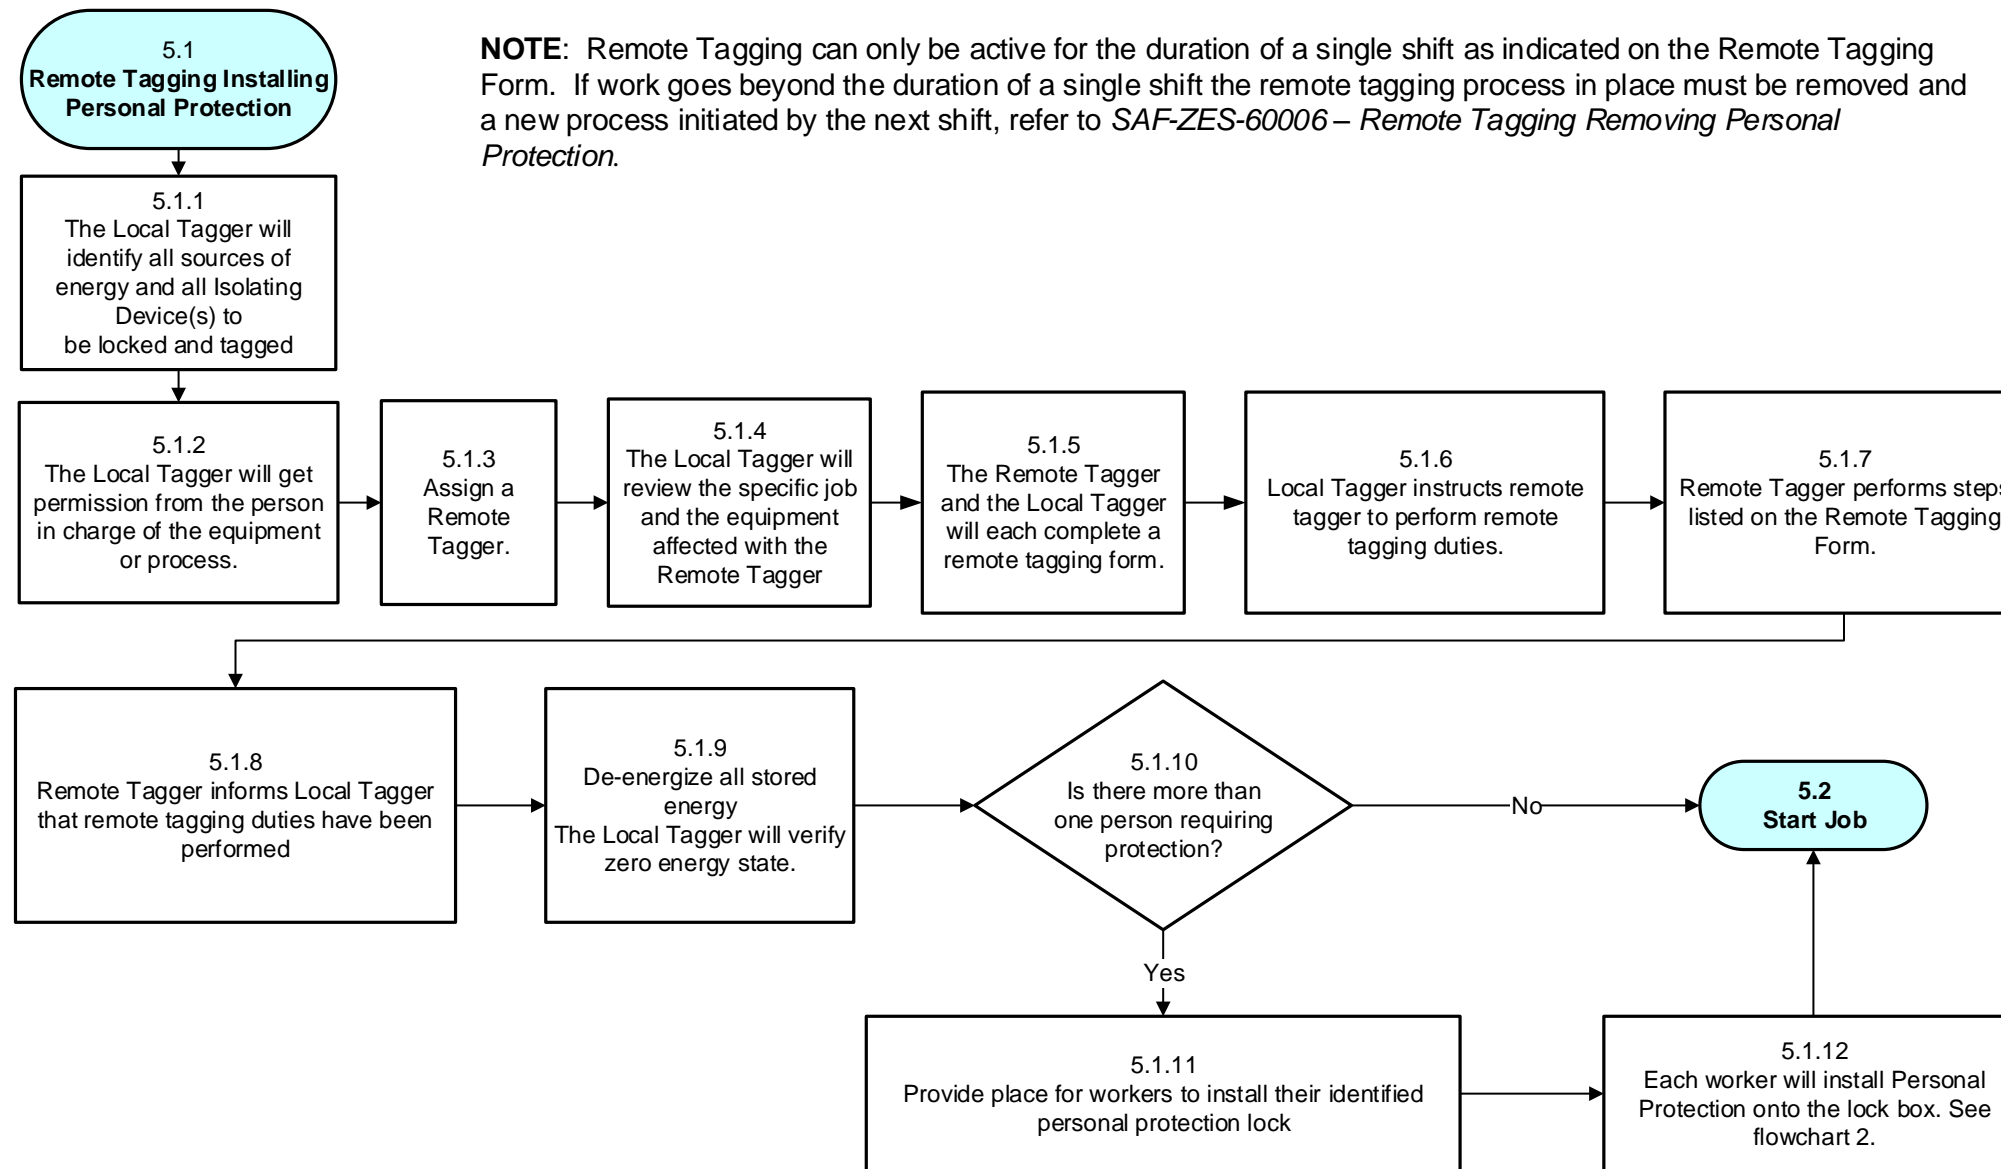 5.1
Remote Tagging Installing
Personal Protection
NOTE:  Remote Tagging can only be active for the duration of a single shift as indicated on the Remote Tagging
Form.  If work goes beyond the duration of a single shift the remote tagging process in place must be removed and
a new process initiated by the next shift, refer to SAF-ZES-60006 – Remote Tagging Removing Personal
Protection.
5.1.1
The Local Tagger will
identify all sources of
energy and all Isolating
Device(s) to
be locked and tagged
5.1.2
The Local Tagger will get
permission from the person
in charge of the equipment
or process.
5.1.3
Assign a
Remote
Tagger.
5.1.4
The Local Tagger will
review the specific job
and the equipment
affected with the
Remote Tagger
5.1.5
The Remote Tagger
and the Local Tagger
will each complete a
remote tagging form.
5.1.6
Local Tagger instructs remote
tagger to perform remote
tagging duties.
5.1.7
Remote Tagger performs steps
listed on the Remote Tagging
Form.
5.1.8
Remote Tagger informs Local Tagger
that remote tagging duties have been
performed
5.1.9
De-energize all stored
energy
The Local Tagger will verify
zero energy state.
5.1.10
Is there more than
one person requiring
protection?
No
5.2
Start Job
Yes
5.1.11
Provide place for workers to install their identified
personal protection lock
5.1.12
Each worker will install Personal
Protection onto the lock box. See
flowchart 2.